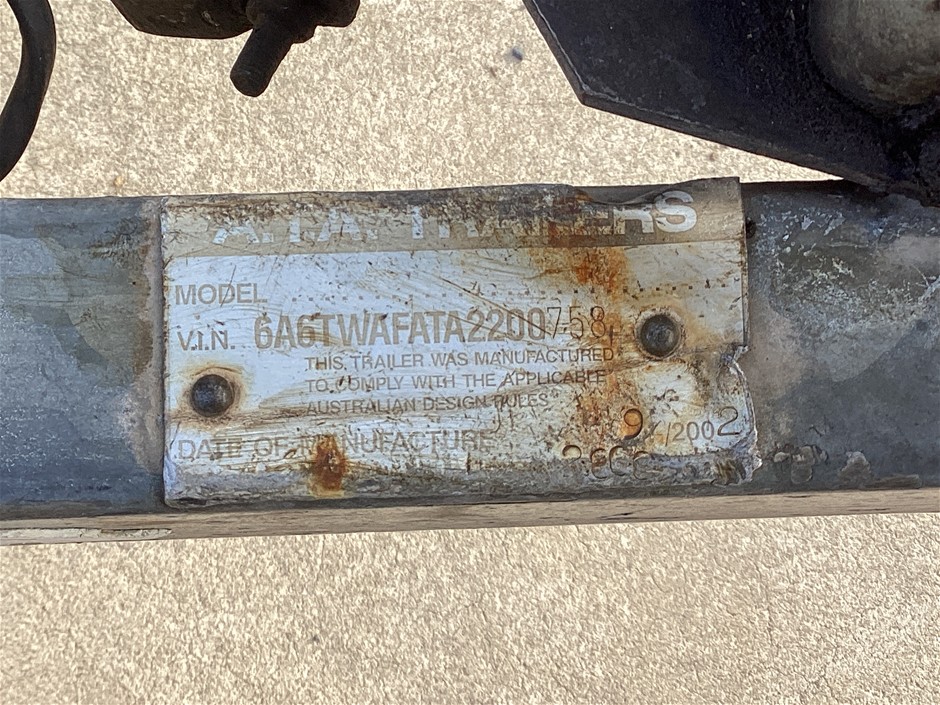 TRAILERS
MODEL
V.I.N. 6A6TWAFATA2200758
THIS TRAILER WAS MANUFACTURED
TO COMPLY WITH THE APPLICABLE
AUSTRALIAN DESIGN RULES
DATE OF MANUFACTURE 9 /2002